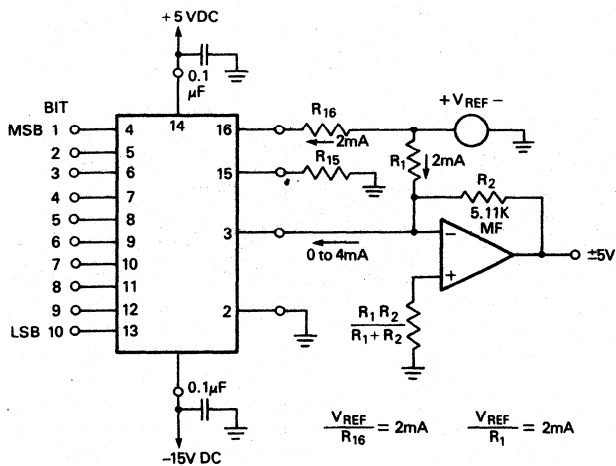 +5 VDC
0.1
μF
BIT
MSB 1
2
3
4
5
6
7
8
9
LSB 10
4
5
6
7
8
9
10
11
12
13
14
16
15
3
2
R16
2mA
+VREF −
R15
R1
2mA
R2
5.11K
MF
0 to 4mA
−
+
±5V
R1 R2
R1 + R2
0.1μF
−15V DC
VREF
R16
= 2mA
VREF
R1
= 2mA